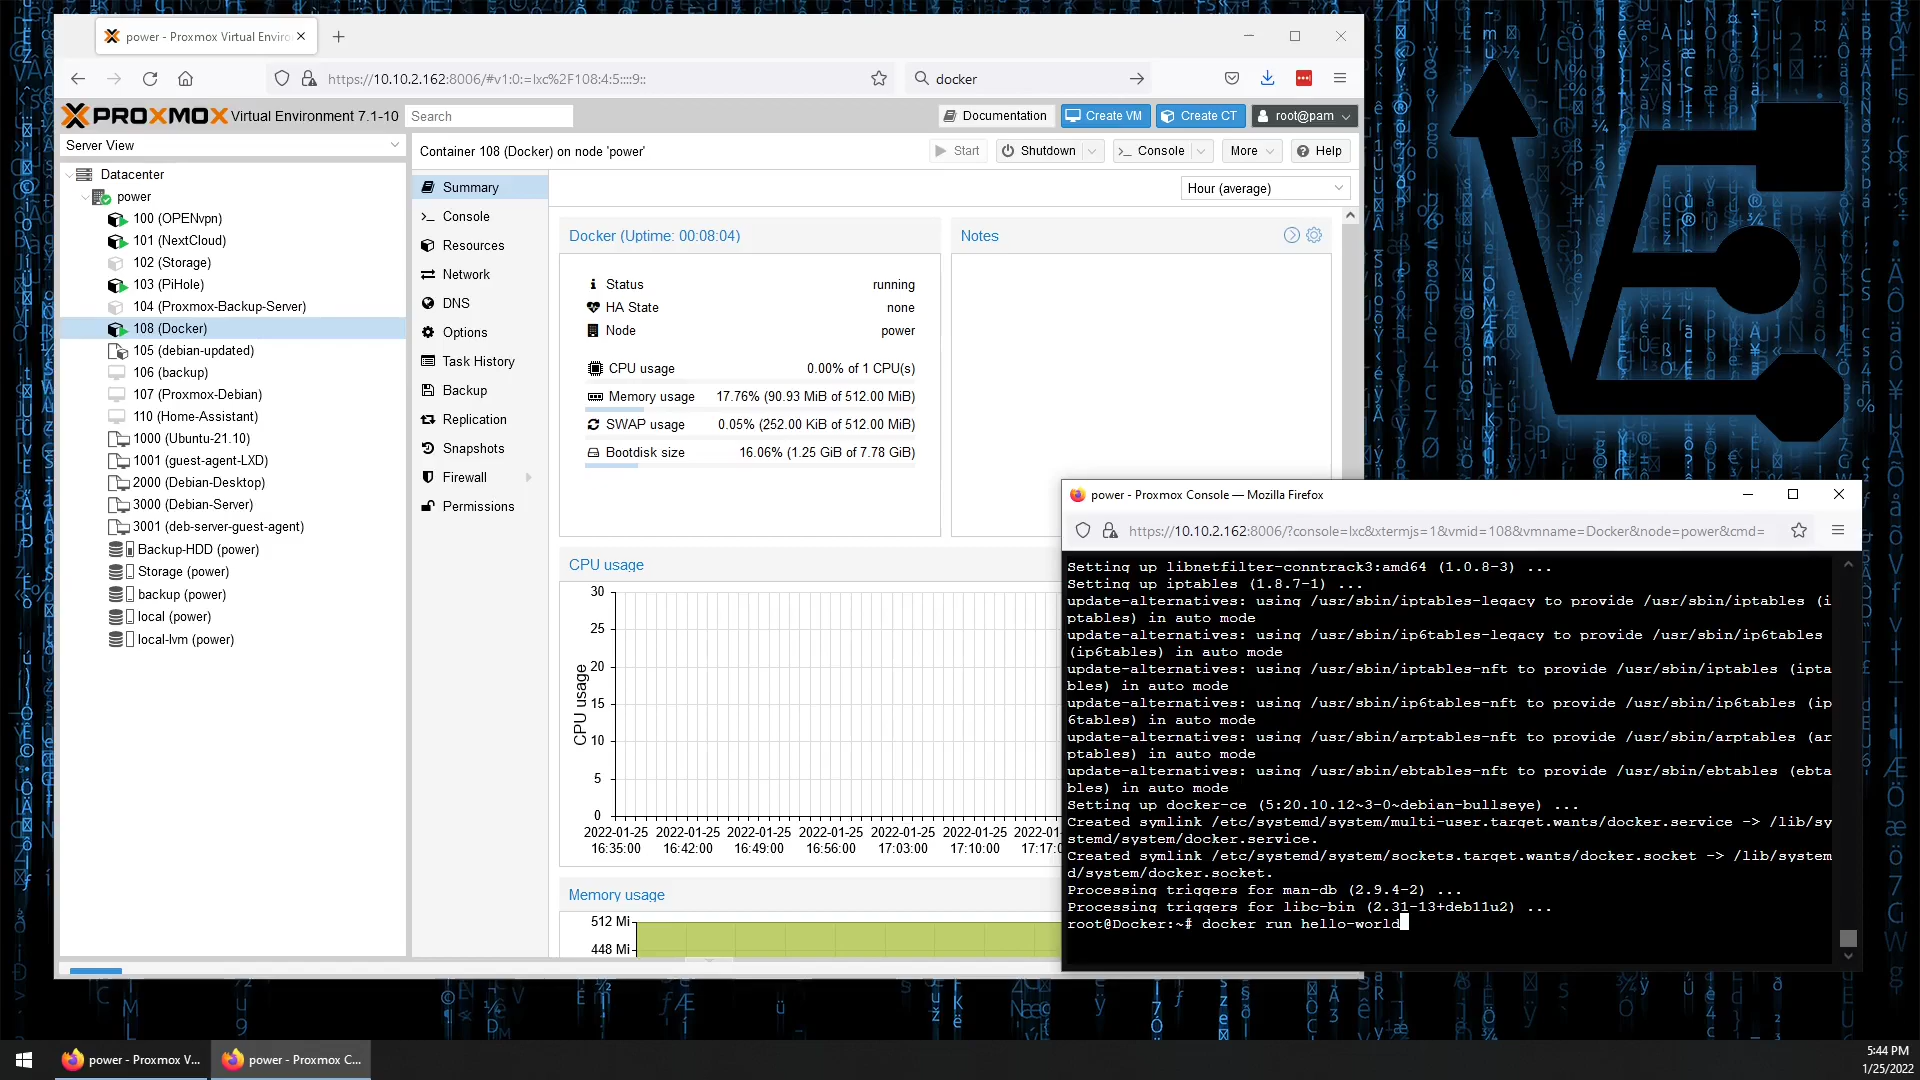 power - Proxmox Virtual Enviro
https://10.10.2.162:8006/#v1:0:=lxc%2F108:4:5::::9::
docker
PROXMOX Virtual Environment 7.1-10
Search
Documentation
Create VM
Create CT
root@pam
Server View
Container 108 (Docker) on node 'power'
Start
Shutdown
Console
More
Help
Datacenter
power
100 (OPENvpn)
101 (NextCloud)
102 (Storage)
103 (PiHole)
104 (Proxmox-Backup-Server)
108 (Docker)
105 (debian-updated)
106 (backup)
107 (Proxmox-Debian)
110 (Home-Assistant)
1000 (Ubuntu-21.10)
1001 (guest-agent-LXD)
2000 (Debian-Desktop)
3000 (Debian-Server)
3001 (deb-server-guest-agent)
Backup-HDD (power)
Storage (power)
backup (power)
local (power)
local-lvm (power)
Summary
Console
Resources
Network
DNS
Options
Task History
Backup
Replication
Snapshots
Firewall
Permissions
Hour (average)
Docker (Uptime: 00:08:04)
Status running
HA State none
Node power
CPU usage 0.00% of 1 CPU(s)
Memory usage 17.76% (90.93 MiB of 512.00 MiB)
SWAP usage 0.05% (252.00 KiB of 512.00 MiB)
Bootdisk size 16.06% (1.25 GiB of 7.78 GiB)
Notes
CPU usage
CPU usage
30
25
20
15
10
5
0
2022-01-25 2022-01-25 2022-01-25 2022-01-25 2022-01-25 2022-01-25 2022-01
16:35:00 16:42:00 16:49:00 16:56:00 17:03:00 17:10:00 17:17:0
Memory usage
512 Mi
448 Mi
power - Proxmox Console — Mozilla Firefox
https://10.10.2.162:8006/?console=lxc&xtermjs=1&vmid=108&vmname=Docker&node=power&cmd=
Setting up libnetfilter-conntrack3:amd64 (1.0.8-3) ...
Setting up iptables (1.8.7-1) ...
update-alternatives: using /usr/sbin/iptables-legacy to provide /usr/sbin/iptables (i
ptables) in auto mode
update-alternatives: using /usr/sbin/ip6tables-legacy to provide /usr/sbin/ip6tables
(ip6tables) in auto mode
update-alternatives: using /usr/sbin/iptables-nft to provide /usr/sbin/iptables (ipta
bles) in auto mode
update-alternatives: using /usr/sbin/ip6tables-nft to provide /usr/sbin/ip6tables (ip
6tables) in auto mode
update-alternatives: using /usr/sbin/arptables-nft to provide /usr/sbin/arptables (ar
ptables) in auto mode
update-alternatives: using /usr/sbin/ebtables-nft to provide /usr/sbin/ebtables (ebta
bles) in auto mode
Setting up docker-ce (5:20.10.12~3-0~debian-bullseye) ...
Created symlink /etc/systemd/system/multi-user.target.wants/docker.service -> /lib/sy
stemd/system/docker.service.
Created symlink /etc/systemd/system/sockets.target.wants/docker.socket -> /lib/system
d/system/docker.socket.
Processing triggers for man-db (2.9.4-2) ...
Processing triggers for libc-bin (2.31-13+deb11u2) ...
root@Docker:~# docker run hello-world
power - Proxmox V...
power - Proxmox C...
5:44 PM
1/25/2022